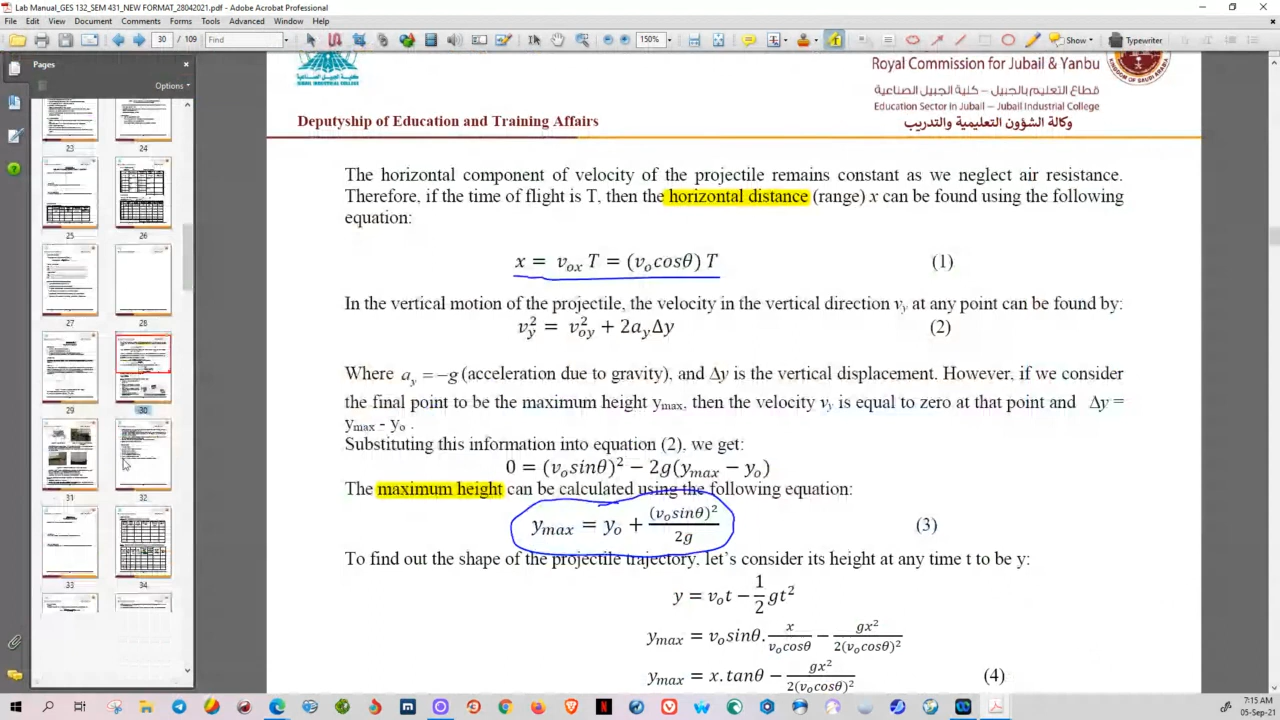 Lab Manual_GES 132_SEM 431_NEW FORMAT_28042021.pdf - Adobe Acrobat Professional
File Edit View Document Comments Forms Tools Advanced Window Help
30 / 109 Find 150% Show Typewriter
Pages
Options
23 24
25 26
27 28
29 30
31 32
33 34
Royal Commission for Jubail & Yanbu
قطاع التعليم بالجبيل - كلية الجبيل الصناعية
Education Sector Jubail - Jubail Industrial College
وكالة الشؤون التعليمية والتدريب
Deputyship of Education and Training Affairs
The horizontal component of velocity of the projectile remains constant as we neglect air resistance.
Therefore, if the time of flight is T, then the horizontal distance (range) x can be found using the following
equation:
x = v_ox T = (v_o cosθ) T (1)
In the vertical motion of the projectile, the velocity in the vertical direction v_y at any point can be found by:
v_y^2 = v_oy^2 + 2a_yΔy (2)
Where a_y = -g (acceleration due to gravity), and Δy is the vertical displacement. However, if we consider
the final point to be the maximum height y_max, then the velocity v_y is equal to zero at that point and Δy =
y_max - y_o .
Substituting this information into equation (2), we get:
0 = (v_o sinθ)^2 − 2g(y_max − y_o)
The maximum height can be calculated using the following equation:
y_max = y_o + (v_o sinθ)^2 / 2g (3)
To find out the shape of the projectile trajectory, let's consider its height at any time t to be y:
y = v_o t − 1/2 gt^2
y_max = v_o sinθ. x / v_o cosθ − gx^2 / 2(v_o cosθ)^2
y_max = x.tanθ − gx^2 / 2(v_o cosθ)^2 (4)
7:15 AM
05-Sep-21